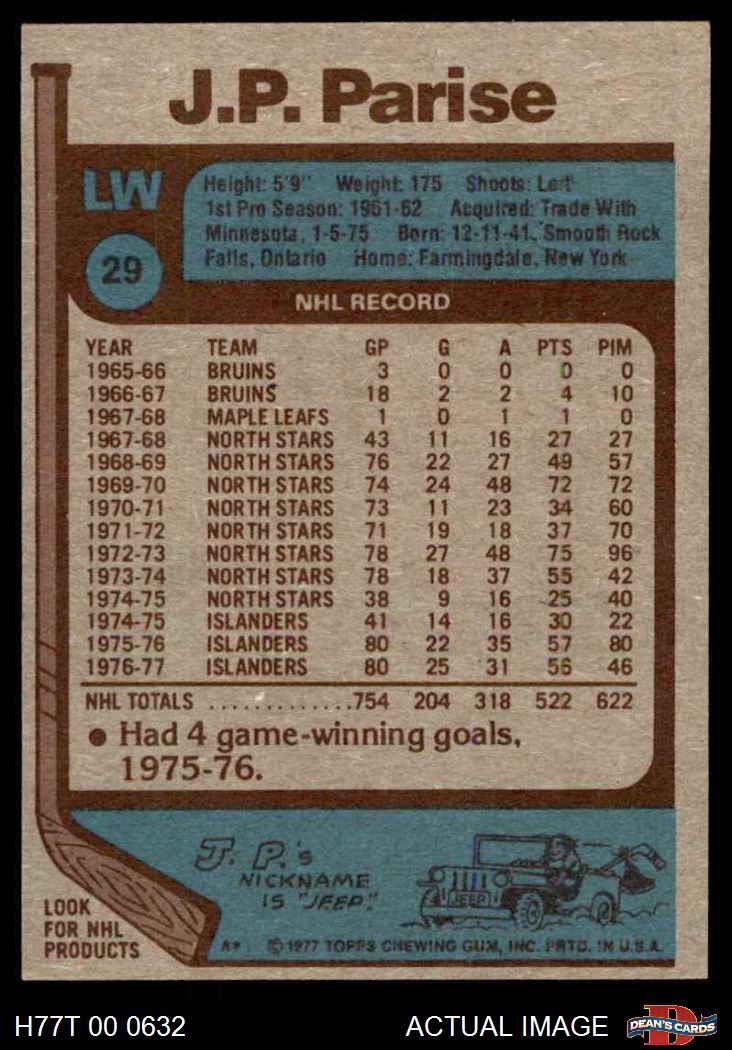 J.P. Parise
LW
Height: 5'9" Weight: 175 Shoots: Left
1st Pro Season: 1961-62 Acquired: Trade With
Minnesota, 1-5-75 Born: 12-11-41, Smooth Rock
Falls, Ontario Home: Farmingdale, New York
29
NHL RECORD
YEAR TEAM GP G A PTS PIM
1965-66 BRUINS 3 0 0 0 0
1966-67 BRUINS 18 2 2 4 10
1967-68 MAPLE LEAFS 1 0 1 1 0
1967-68 NORTH STARS 43 11 16 27 27
1968-69 NORTH STARS 76 22 27 49 57
1969-70 NORTH STARS 74 24 48 72 72
1970-71 NORTH STARS 73 11 23 34 60
1971-72 NORTH STARS 71 19 18 37 70
1972-73 NORTH STARS 78 27 48 75 96
1973-74 NORTH STARS 78 18 37 55 42
1974-75 NORTH STARS 38 9 16 25 40
1974-75 ISLANDERS 41 14 16 30 22
1975-76 ISLANDERS 80 22 35 57 80
1976-77 ISLANDERS 80 25 31 56 46
NHL TOTALS .............754 204 318 522 622
● Had 4 game-winning goals,
1975-76.
J. P.'s
NICKNAME
IS "JEEP."
JEEP
LOOK
FOR NHL
PRODUCTS
A* © 1977 TOPPS CHEWING GUM, INC. PRTD. IN U.S.A.
H77T 00 0632 ACTUAL IMAGE
D
DEAN'S CARDS